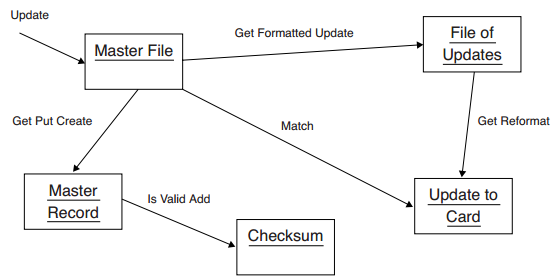 Update
Master File
Get Formatted Update
File of
Updates
Get Put Create
Match
Get Reformat
Master
Record
Is Valid Add
Update to
Card
Checksum